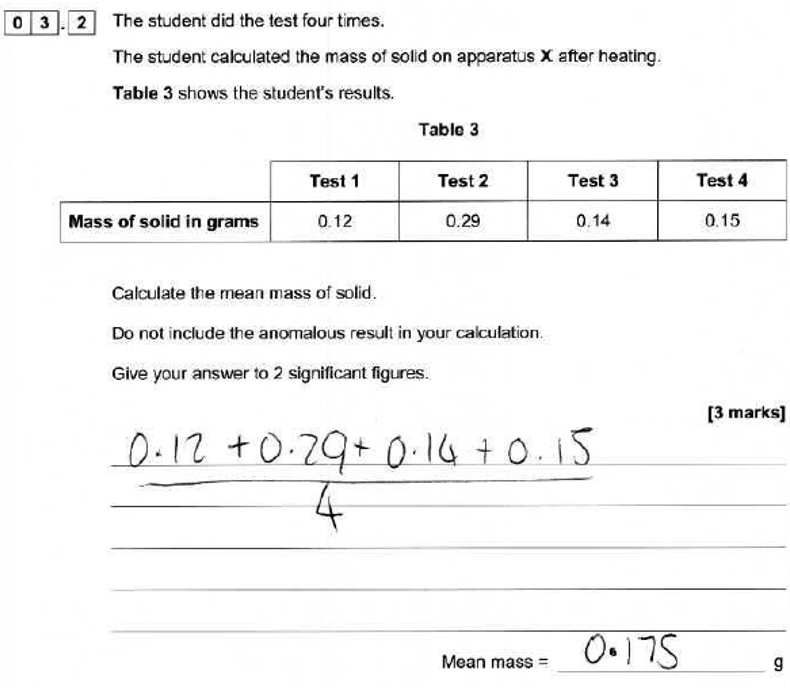 0 3 . 2 The student did the test four times.
The student calculated the mass of solid on apparatus X after heating.
Table 3 shows the student's results.
Table 3
Test 1 Test 2 Test 3 Test 4
Mass of solid in grams 0.12 0.29 0.14 0.15
Calculate the mean mass of solid.
Do not include the anomalous result in your calculation.
Give your answer to 2 significant figures.
[3 marks]
0.12 + 0.29 + 0.14 + 0.15
4
Mean mass = 0.175 g